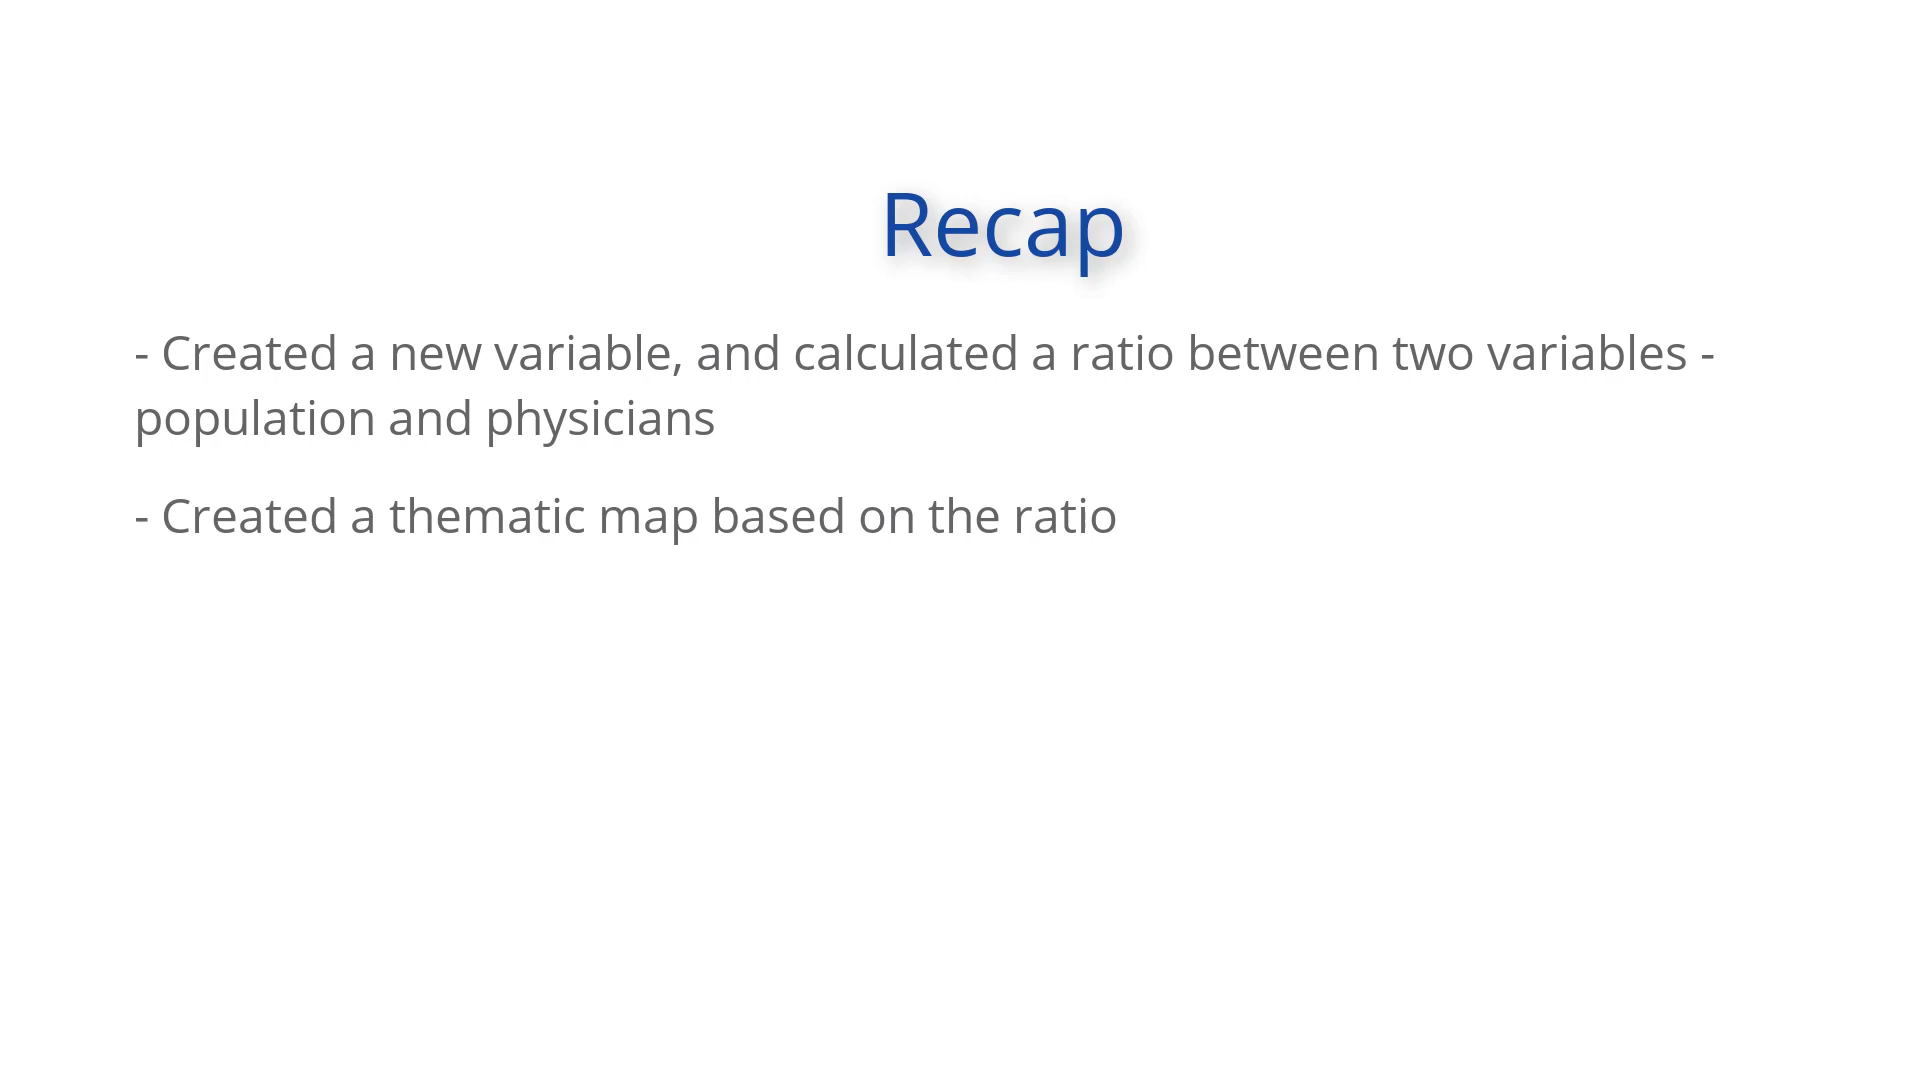 Recap
- Created a new variable, and calculated a ratio between two variables -
population and physicians
- Created a thematic map based on the ratio